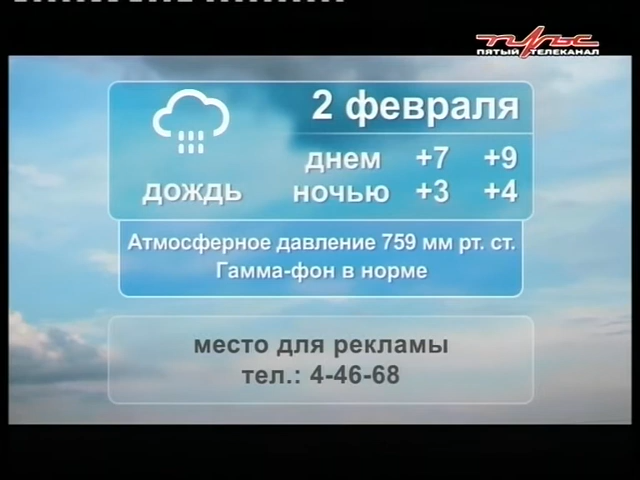 ПУЛЬС
ПЯТЫЙ ТЕЛЕКАНАЛ
2 февраля
днем +7 +9
дождь
ночью +3 +4
Атмосферное давление 759 мм рт. ст.
Гамма-фон в норме
место для рекламы
тел.: 4-46-68